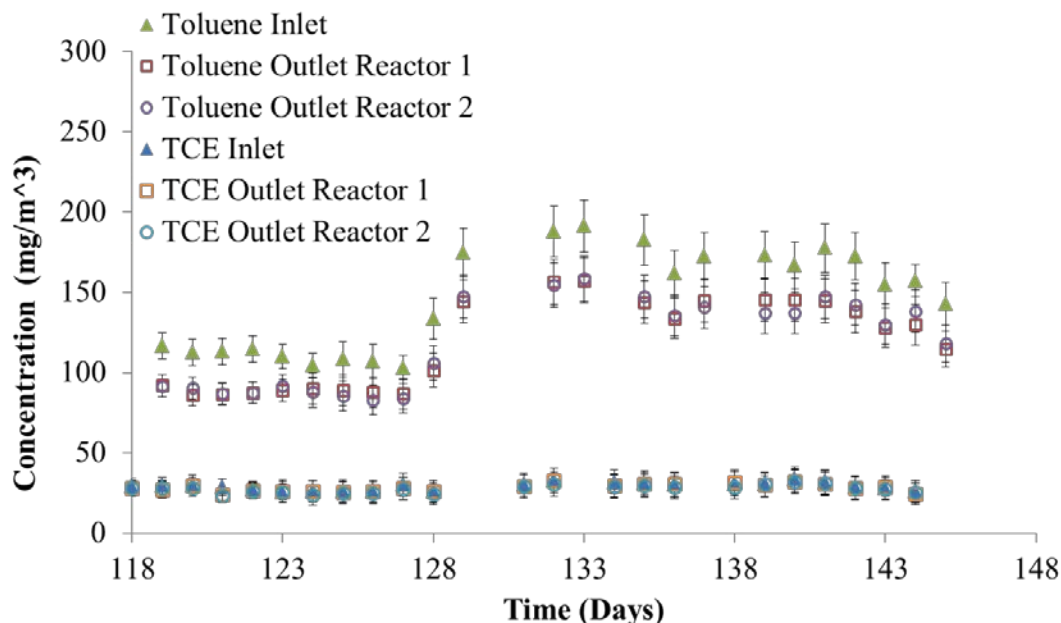 Toluene Inlet
Toluene Outlet Reactor 1
Toluene Outlet Reactor 2
TCE Inlet
TCE Outlet Reactor 1
TCE Outlet Reactor 2
Concentration (mg/m^3)
300
250
200
150
100
50
0
118 123 128 133 138 143 148
Time (Days)